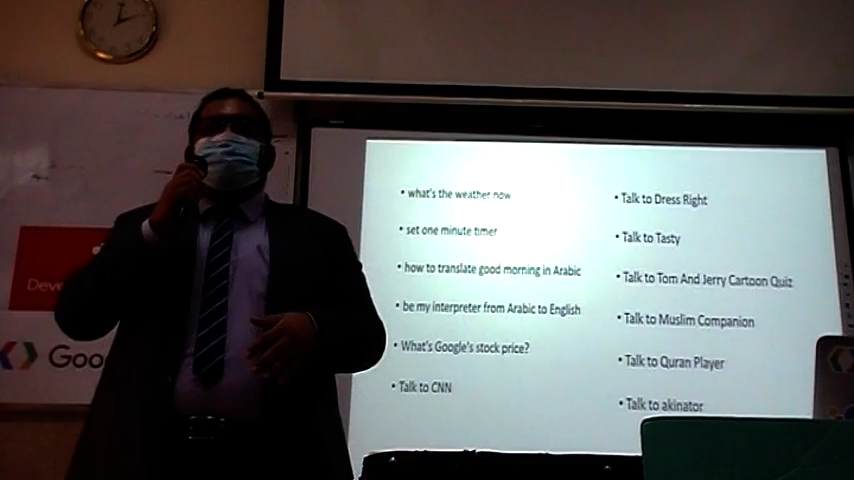 • what's the weather now
• set one minute timer
• how to translate good morning in Arabic
• be my interpreter from Arabic to English
• What's Google's stock price?
• Talk to CNN
• Talk to Dress Right
• Talk to Tasty
• Talk to Tom And Jerry Cartoon Quiz
• Talk to Muslim Companion
• Talk to Quran Player
• Talk to akinator
Deve
Goo